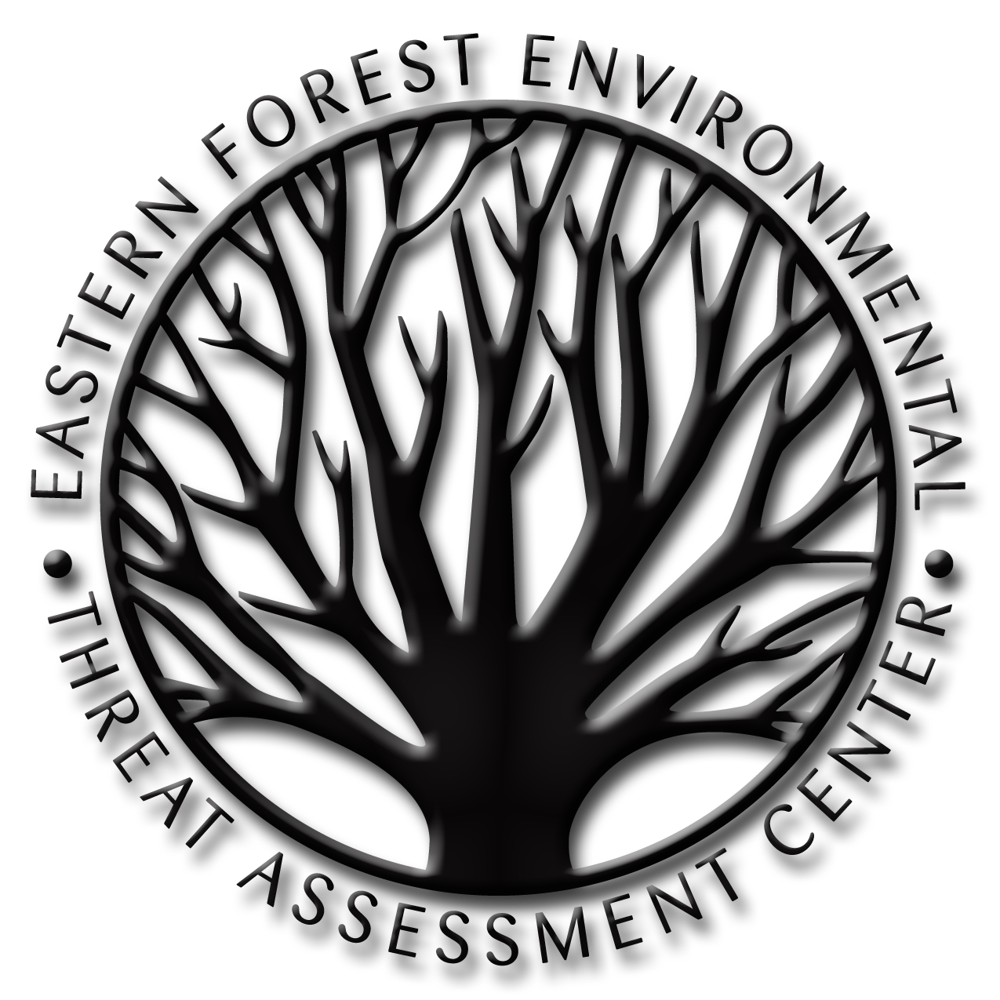 EASTERN FOREST ENVIRONMENTAL
• THREAT ASSESSMENT CENTER •